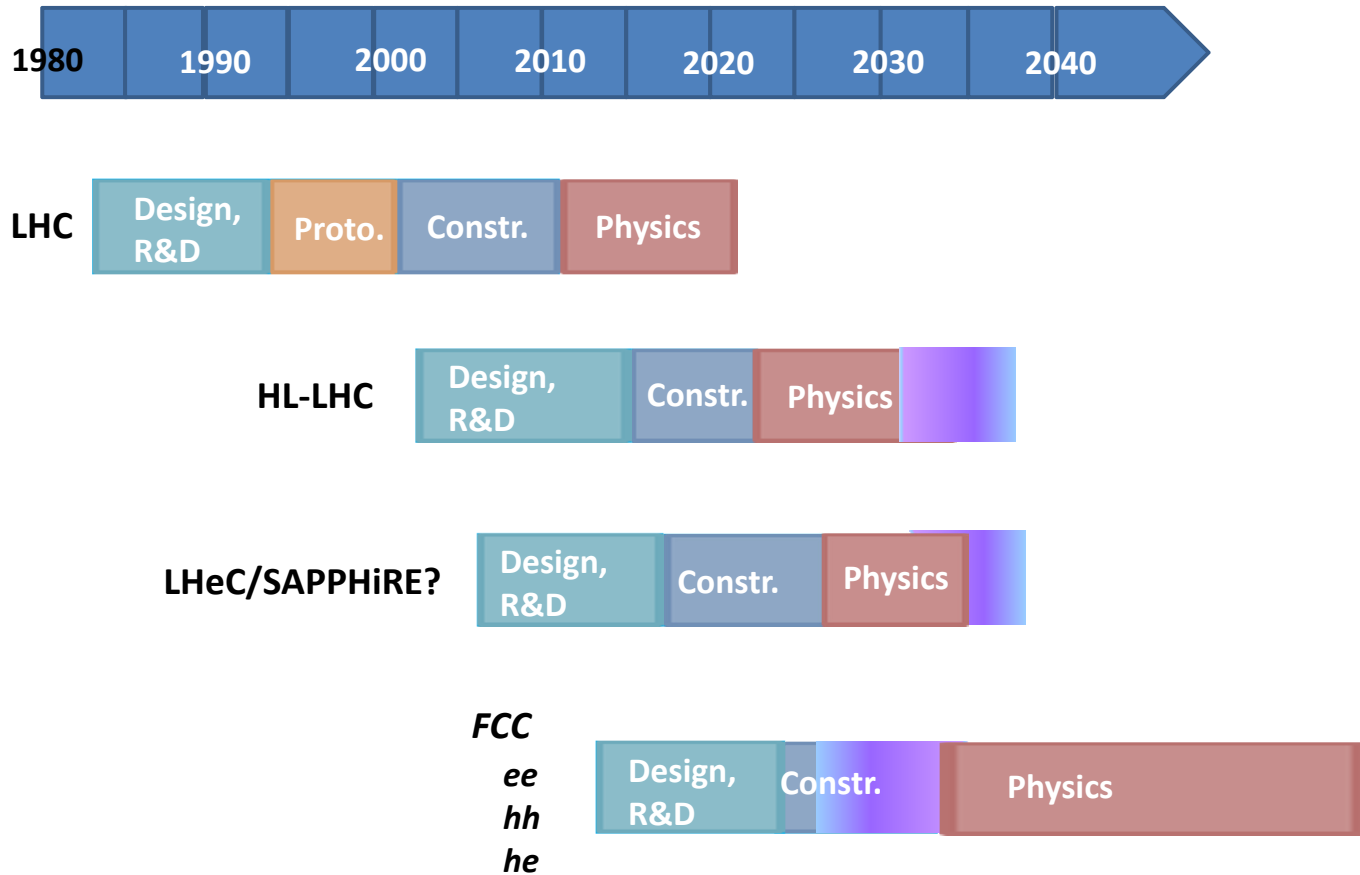 1980 1990 2000 2010 2020 2030 2040
LHC
Design,
R&D
Proto.
Constr.
Physics
HL-LHC
Design,
R&D
Constr.
Physics
LHeC/SAPPHiRE?
Design,
R&D
Constr.
Physics
FCC
ee
hh
he
Design,
R&D
Constr.
Physics